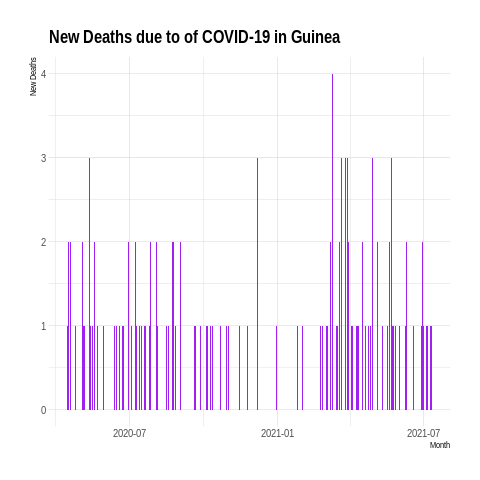 New Deaths due to of COVID-19 in Guinea
New Deaths
4
3
2
1
0
2020-07
2021-01
2021-07
Month